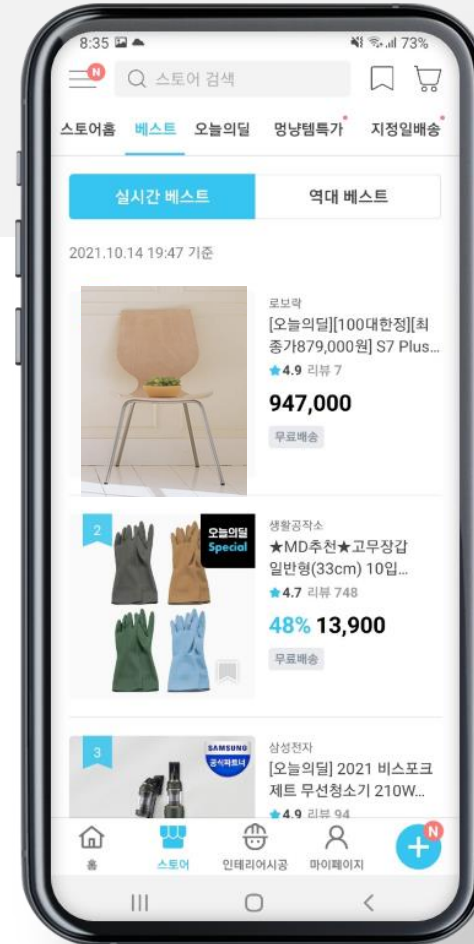 8:35
73%
N
스토어 검색
스토어홈 베스트 오늘의딜 멍냥템특가 지정일배송
실시간 베스트 역대 베스트
2021.10.14 19:47 기준
로보락
[오늘의딜][100대한정][최
종가879,000원] S7 Plus...
★4.9 리뷰 7
947,000
무료배송
2
오늘의딜
Special
생활공작소
★MD추천★고무장갑
일반형(33cm) 10입...
★4.7 리뷰 748
48% 13,900
무료배송
3
SAMSUNG
공식파트너
삼성전자
[오늘의딜] 2021 비스포크
제트 무선청소기 210W...
★4.9 리뷰 94
홈 스토어 인테리어시공 마이페이지
N